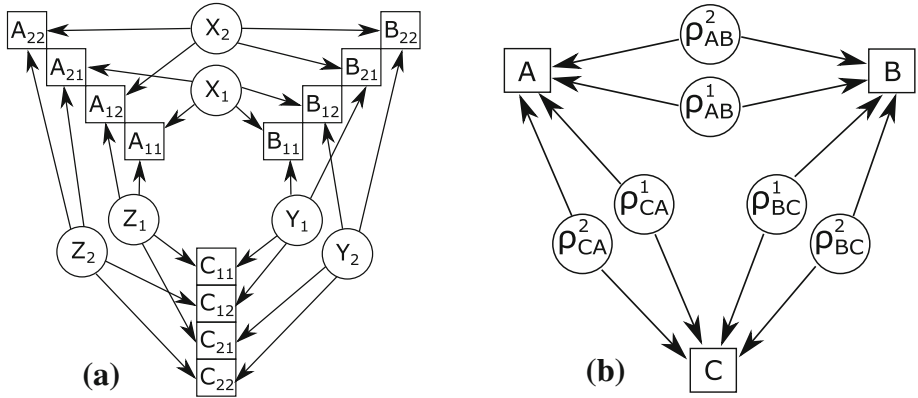 A₂₂
X₂
B₂₂
A₂₁
B₂₁
X₁
A₁₂
B₁₂
A₁₁
B₁₁
Z₁
Y₁
Z₂
Y₂
C₁₁
C₁₂
C₂₁
C₂₂
(a)
ρ²AB
A
B
ρ¹AB
ρ¹CA
ρ¹BC
ρ²CA
ρ²BC
C
(b)